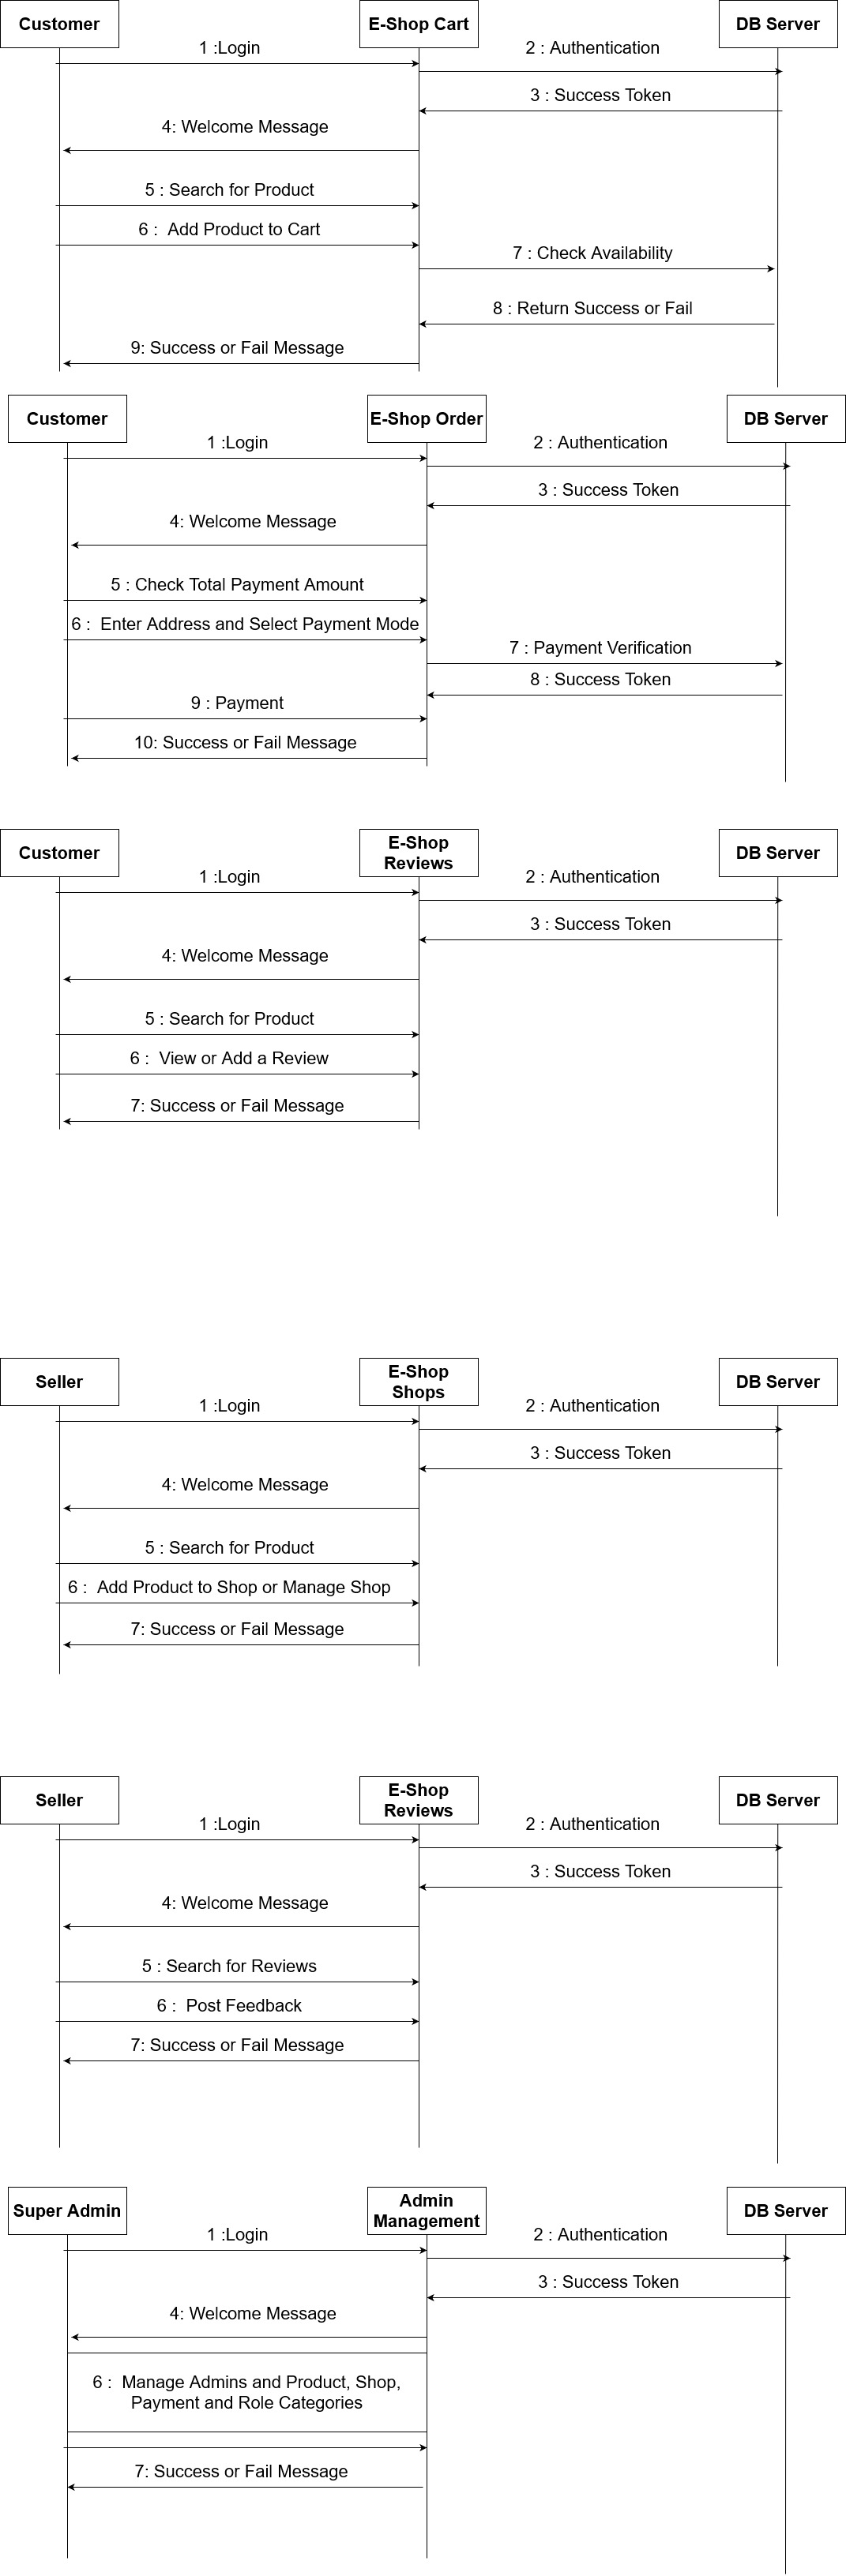 Customer
E-Shop Cart
DB Server
1 :Login
2 : Authentication
3 : Success Token
4: Welcome Message
5 : Search for Product
6 :  Add Product to Cart
7 : Check Availability
8 : Return Success or Fail
9: Success or Fail Message
Customer
E-Shop Order
DB Server
1 :Login
2 : Authentication
3 : Success Token
4: Welcome Message
5 : Check Total Payment Amount
6 :  Enter Address and Select Payment Mode
7 : Payment Verification
8 : Success Token
9 : Payment
10: Success or Fail Message
Customer
E-Shop
Reviews
DB Server
1 :Login
2 : Authentication
3 : Success Token
4: Welcome Message
5 : Search for Product
6 :  View or Add a Review
7: Success or Fail Message
Seller
E-Shop
Shops
DB Server
1 :Login
2 : Authentication
3 : Success Token
4: Welcome Message
5 : Search for Product
6 :  Add Product to Shop or Manage Shop
7: Success or Fail Message
Seller
E-Shop
Reviews
DB Server
1 :Login
2 : Authentication
3 : Success Token
4: Welcome Message
5 : Search for Reviews
6 :  Post Feedback
7: Success or Fail Message
Super Admin
Admin
Management
DB Server
1 :Login
2 : Authentication
3 : Success Token
4: Welcome Message
6 :  Manage Admins and Product, Shop,
Payment and Role Categories
7: Success or Fail Message